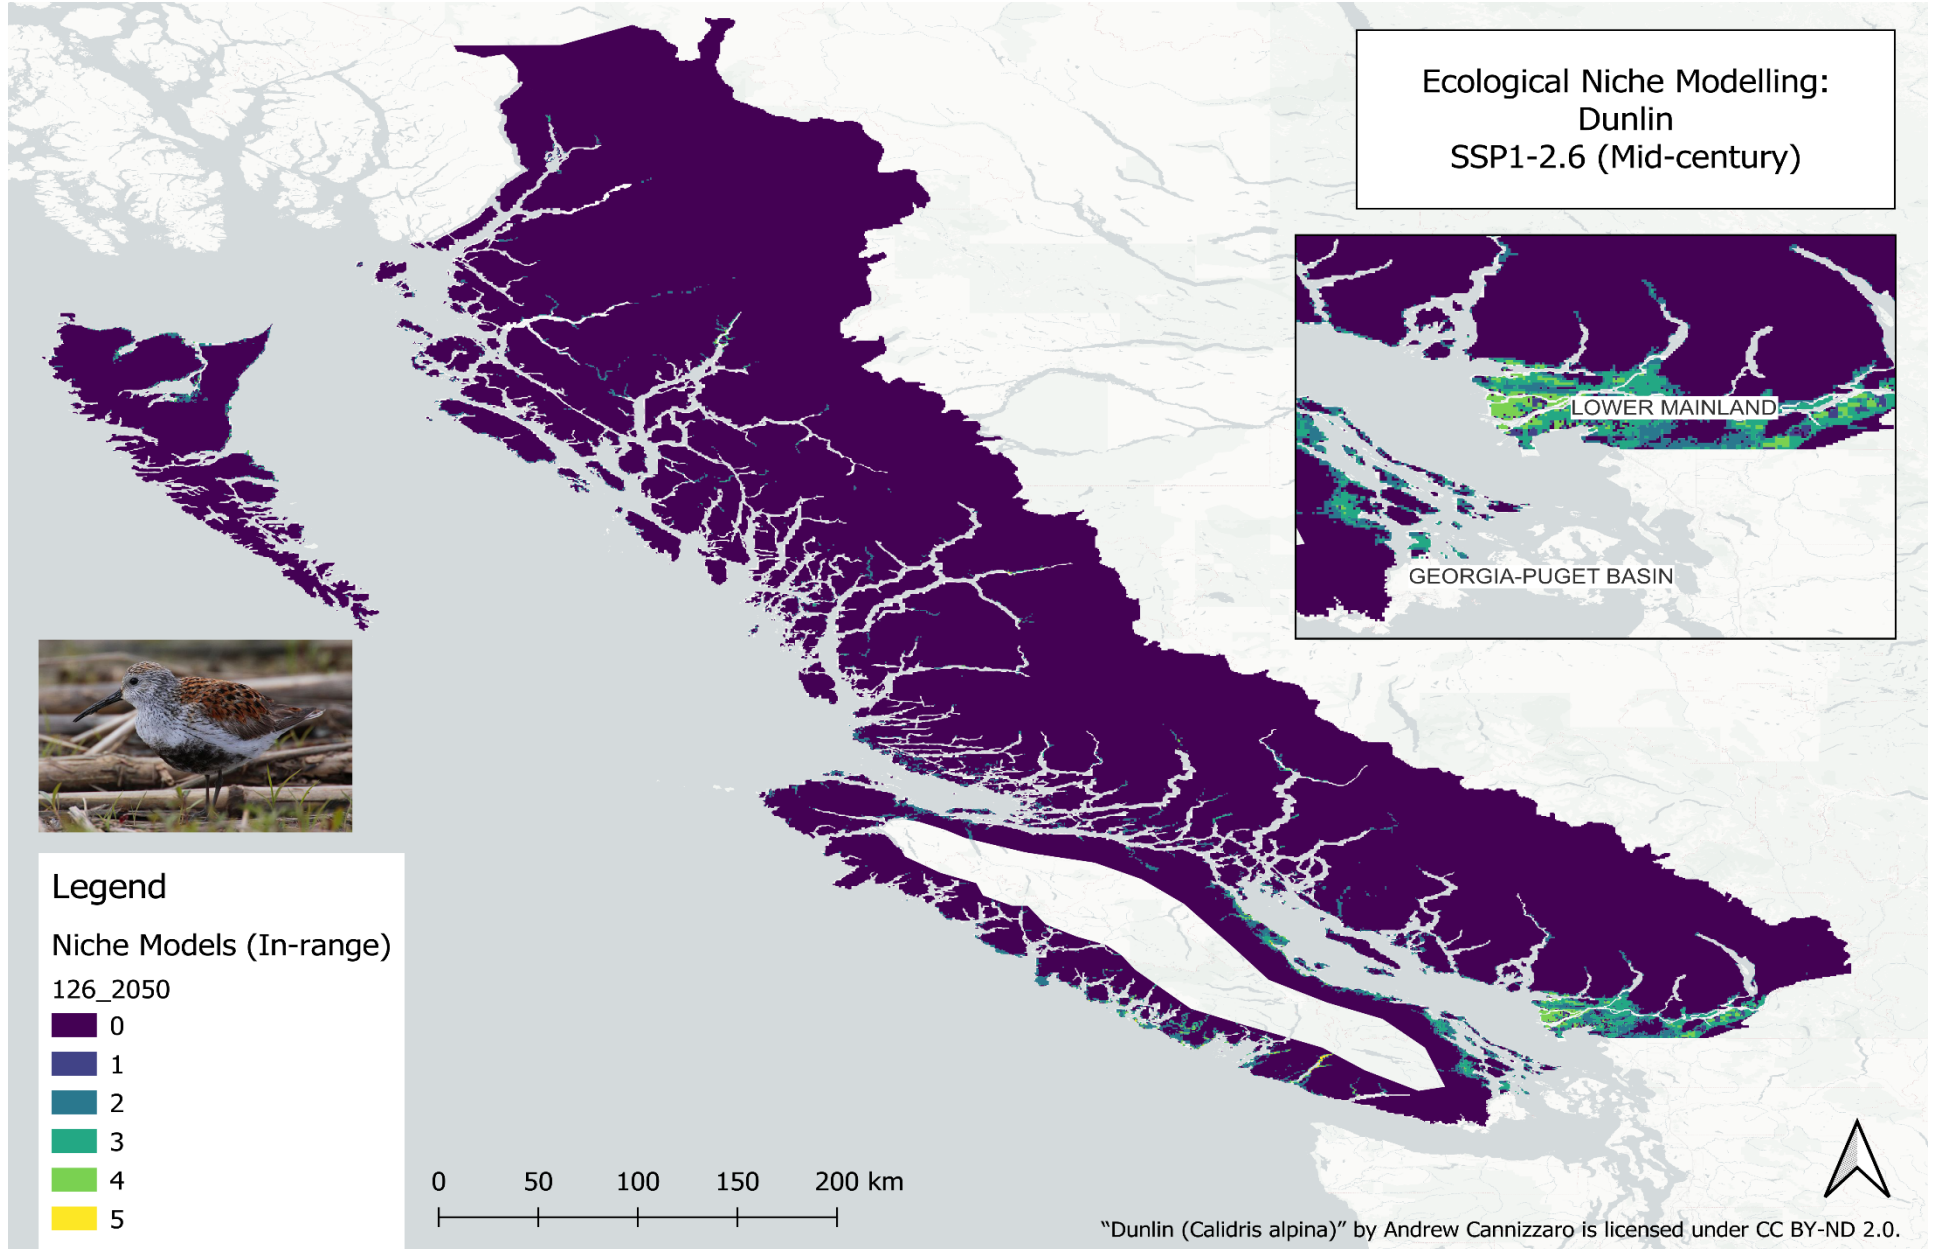 Ecological Niche Modelling:
Dunlin
SSP1-2.6 (Mid-century)
LOWER MAINLAND
GEORGIA-PUGET BASIN
Legend
Niche Models (In-range)
126_2050
0
1
2
3
4
5
0 50 100 150 200 km
“Dunlin (Calidris alpina)” by Andrew Cannizzaro is licensed under CC BY-ND 2.0.